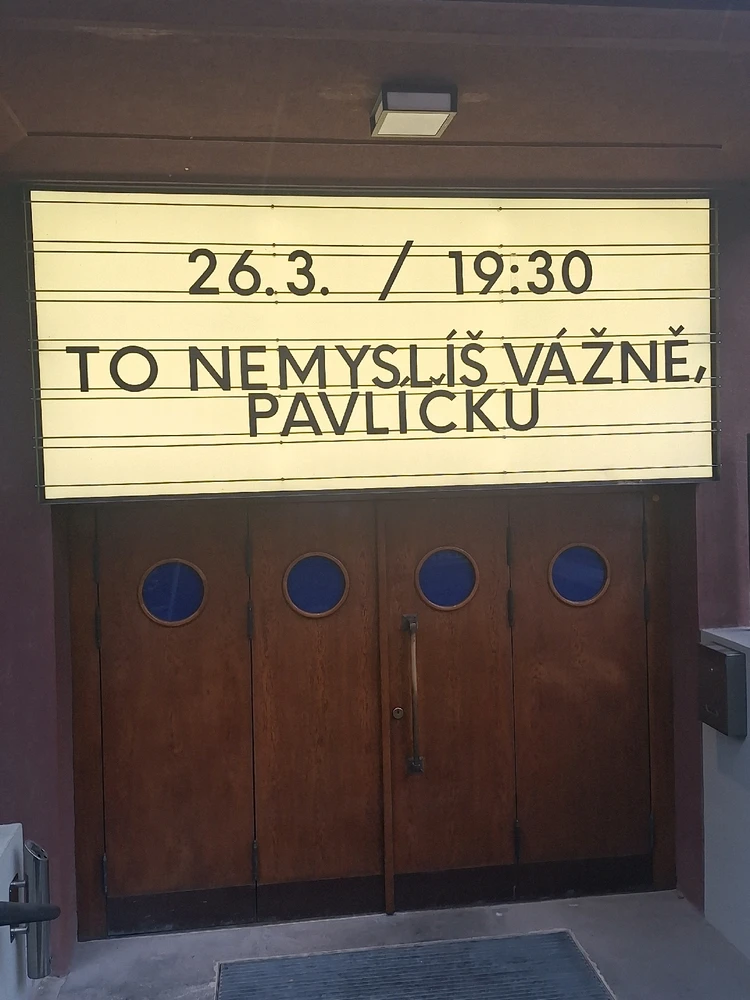 26.3. / 19:30
TO NEMYSLÍŠ VÁŽNĚ,
PAVLÍČKU